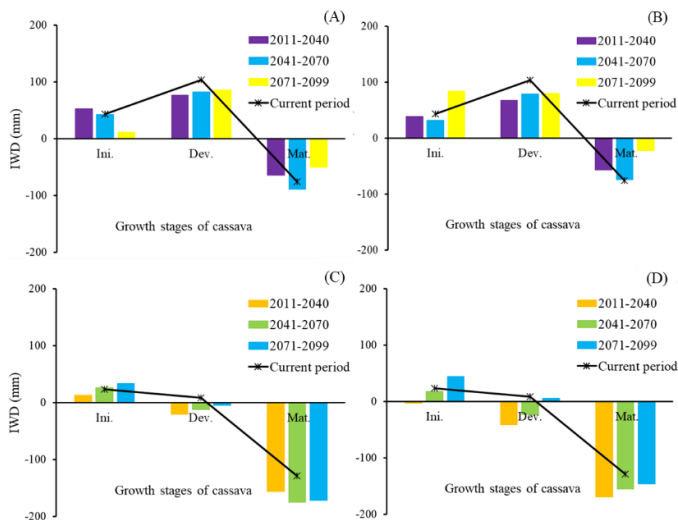 (A)
200
2011-2040
2041-2070
2071-2099
Current period
100
0
-100
-200
IWD (mm)
Ini.
Dev.
Mat.
Growth stages of cassava
(B)
200
2011-2040
2041-2070
2071-2099
Current period
100
0
-100
-200
Ini.
Dev.
Mat.
Growth stages of cassava
(C)
200
2011-2040
2041-2070
2071-2099
Current period
100
0
-100
-200
IWD (mm)
Ini.
Dev.
Mat.
Growth stages of cassava
(D)
200
2011-2040
2041-2070
2071-2099
Current period
100
0
-100
-200
Ini.
Dev.
Mat.
Growth stages of cassava